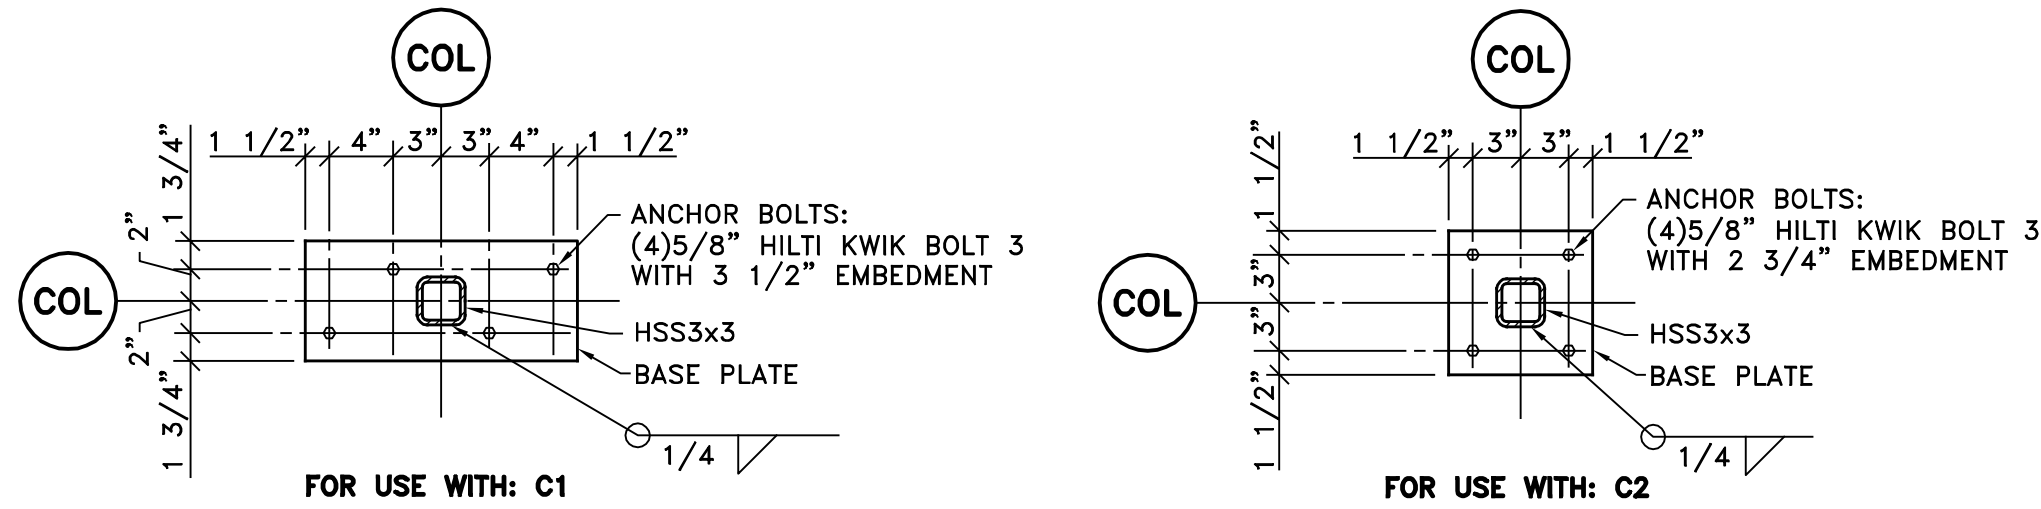 COL
1 1/2" 4" 3" 3" 4" 1 1/2"
1 3/4"
2"
COL
2"
1 3/4"
ANCHOR BOLTS:
(4)5/8" HILTI KWIK BOLT 3
WITH 3 1/2" EMBEDMENT
HSS3x3
BASE PLATE
1/4
FOR USE WITH: C1
COL
1 1/2" 3" 3" 1 1/2"
1 1/2"
3"
COL
3"
1 1/2"
ANCHOR BOLTS:
(4)5/8" HILTI KWIK BOLT 3
WITH 2 3/4" EMBEDMENT
HSS3x3
BASE PLATE
1/4
FOR USE WITH: C2